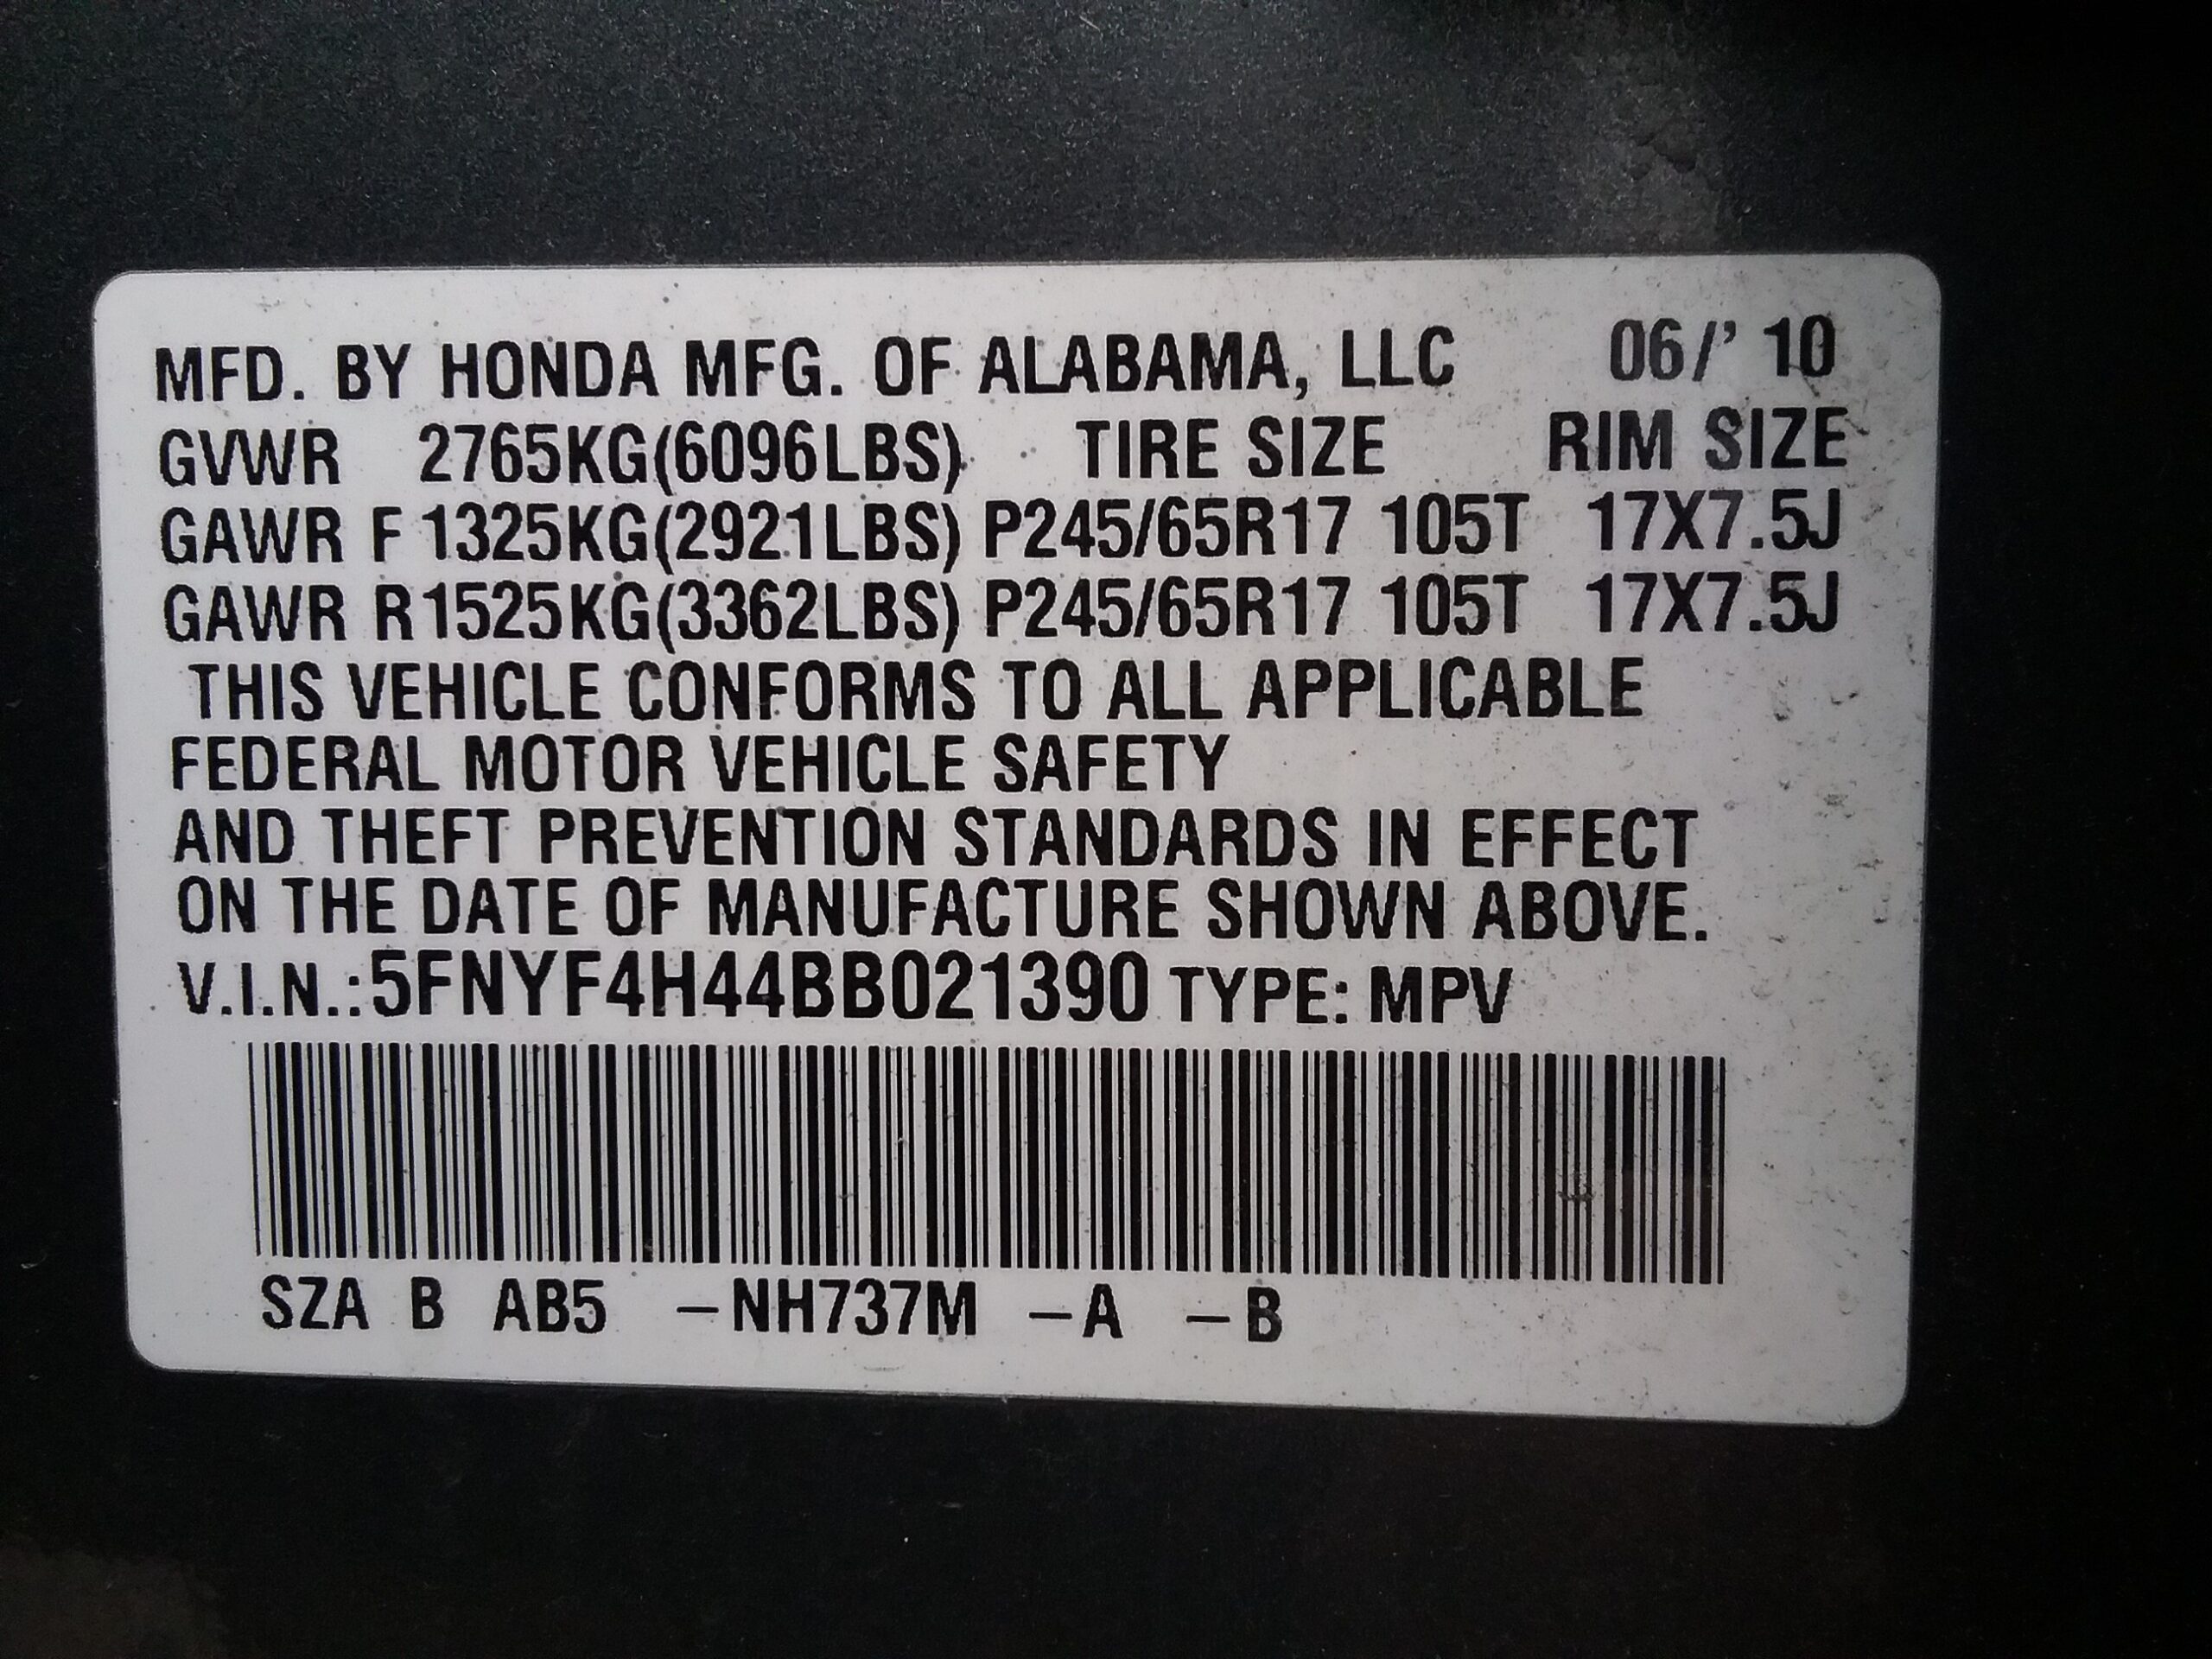 MFD. BY HONDA MFG. OF ALABAMA, LLC 06/' 10
GVWR 2765KG(6096LBS) TIRE SIZE RIM SIZE
GAWR F 1325KG(2921LBS) P245/65R17 105T 17X7.5J
GAWR R1525KG(3362LBS) P245/65R17 105T 17X7.5J
THIS VEHICLE CONFORMS TO ALL APPLICABLE
FEDERAL MOTOR VEHICLE SAFETY
AND THEFT PREVENTION STANDARDS IN EFFECT
ON THE DATE OF MANUFACTURE SHOWN ABOVE.
V.I.N.:5FNYF4H44BB021390 TYPE: MPV
SZA B AB5 –NH737M –A –B